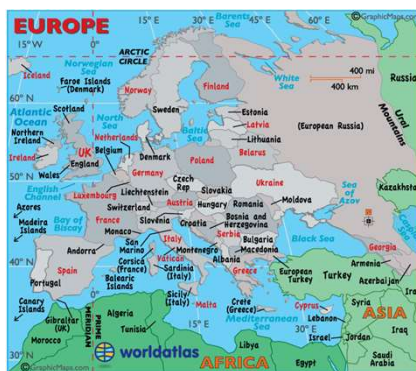 EUROPE
©GraphicMaps.com
15° W
0°
15° E
30° E
Barents
Sea
Norwegian
Sea
ARCTIC
CIRCLE
White
Sea
400 mi
400 km
Iceland
Faroe Islands
(Denmark)
Norway
Finland
Russia
60° N
60° N
Scotland
Sweden
Ural
Mountains
Atlantic
Ocean
North
Sea
Estonia
Latvia
(European Russia)
Northern
Ireland
Netherlands
Baltic
Sea
Lithuania
Ireland
UK
Belgium
Denmark
Belarus
England
Poland
Wales
Germany
50° N
50° N
Kazakhstan
English
Channel
Luxembourg
Czech
Rep
Ukraine
Liechtenstein
Slovakia
Sea
of
Azov
Azores
Switzerland
Austria
Hungary
Romania
Moldova
Madeira
Islands
Bay of
Biscay
France
Slovenia
Croatia
Bosnia and
Herzegovina
Monaco
Italy
Serbia
Black Sea
Georgia
San
Marino
Montenegro
Bulgaria
Andorra
Vatican
Macedonia
Armenia
Corsica
(France)
Albania
Azerbaijan
Spain
Sardinia
(Italy)
Greece
European
Turkey
Turkey
Balearic
Islands
Portugal
Sicily
(Italy)
Crete
(Greece)
Cyprus
Syria
ASIA
Canary
Islands
Malta
Lebanon
Iraq
Gibraltar
(UK)
PRIME
MERIDIAN
Algeria
Tunisia
Mediterranean
Sea
Israel
Jordan
Morocco
15° E
30° E
30° N
worldatlas
Libya
Egypt
Saudi
Arabia
AFRICA
©GraphicMaps.com